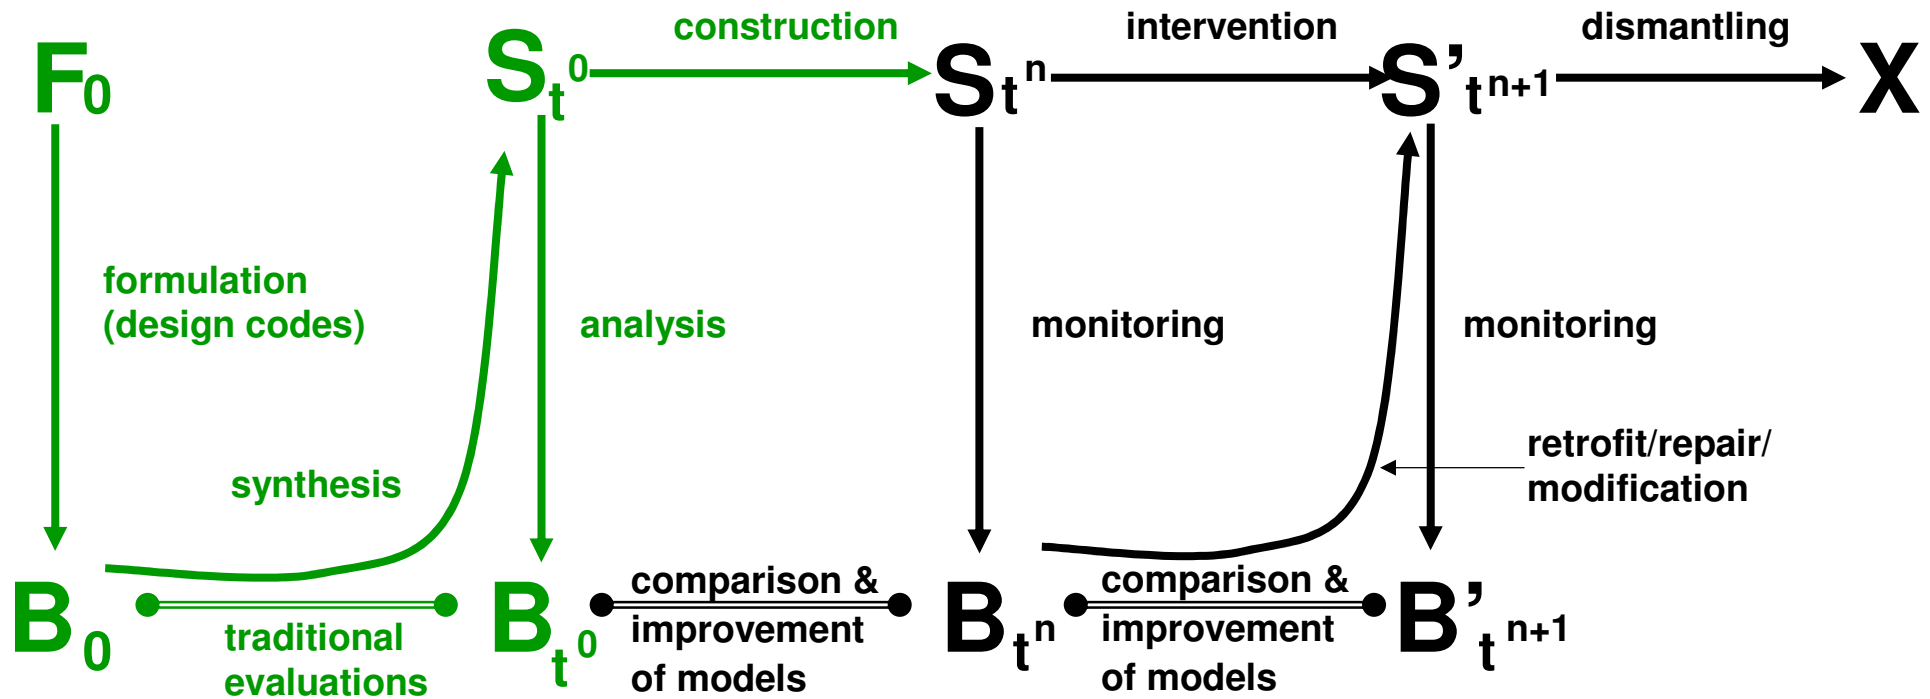 construction
intervention
dismantling
F0
St0
Stn
S’tn+1
X
formulation
(design codes)
analysis
monitoring
monitoring
synthesis
retrofit/repair/
modification
B0
traditional
evaluations
Bt0
comparison &
improvement
of models
Btn
comparison &
improvement
of models
B’tn+1